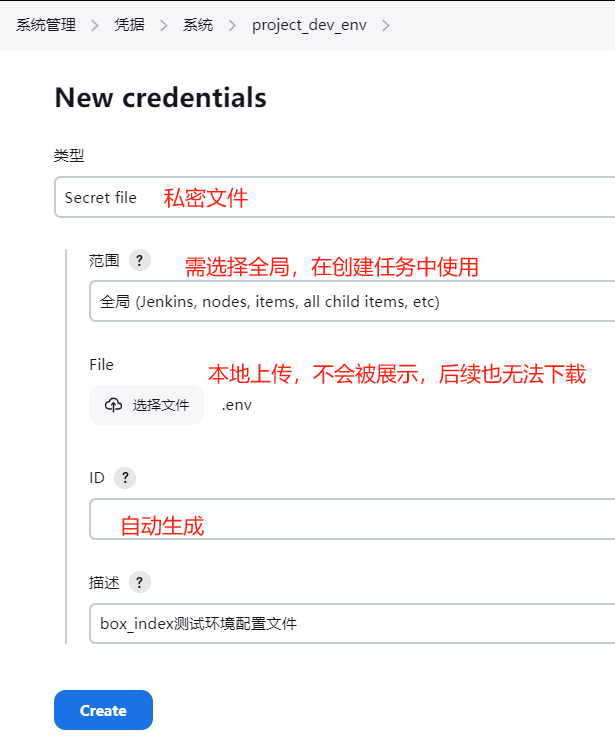 系统管理 > 凭据 > 系统 > project_dev_env >
New credentials
类型
Secret file 私密文件
范围 ? 需选择全局，在创建任务中使用
全局 (Jenkins, nodes, items, all child items, etc)
File
本地上传，不会被展示，后续也无法下载
选择文件 .env
ID ?
自动生成
描述 ?
box_index测试环境配置文件
Create